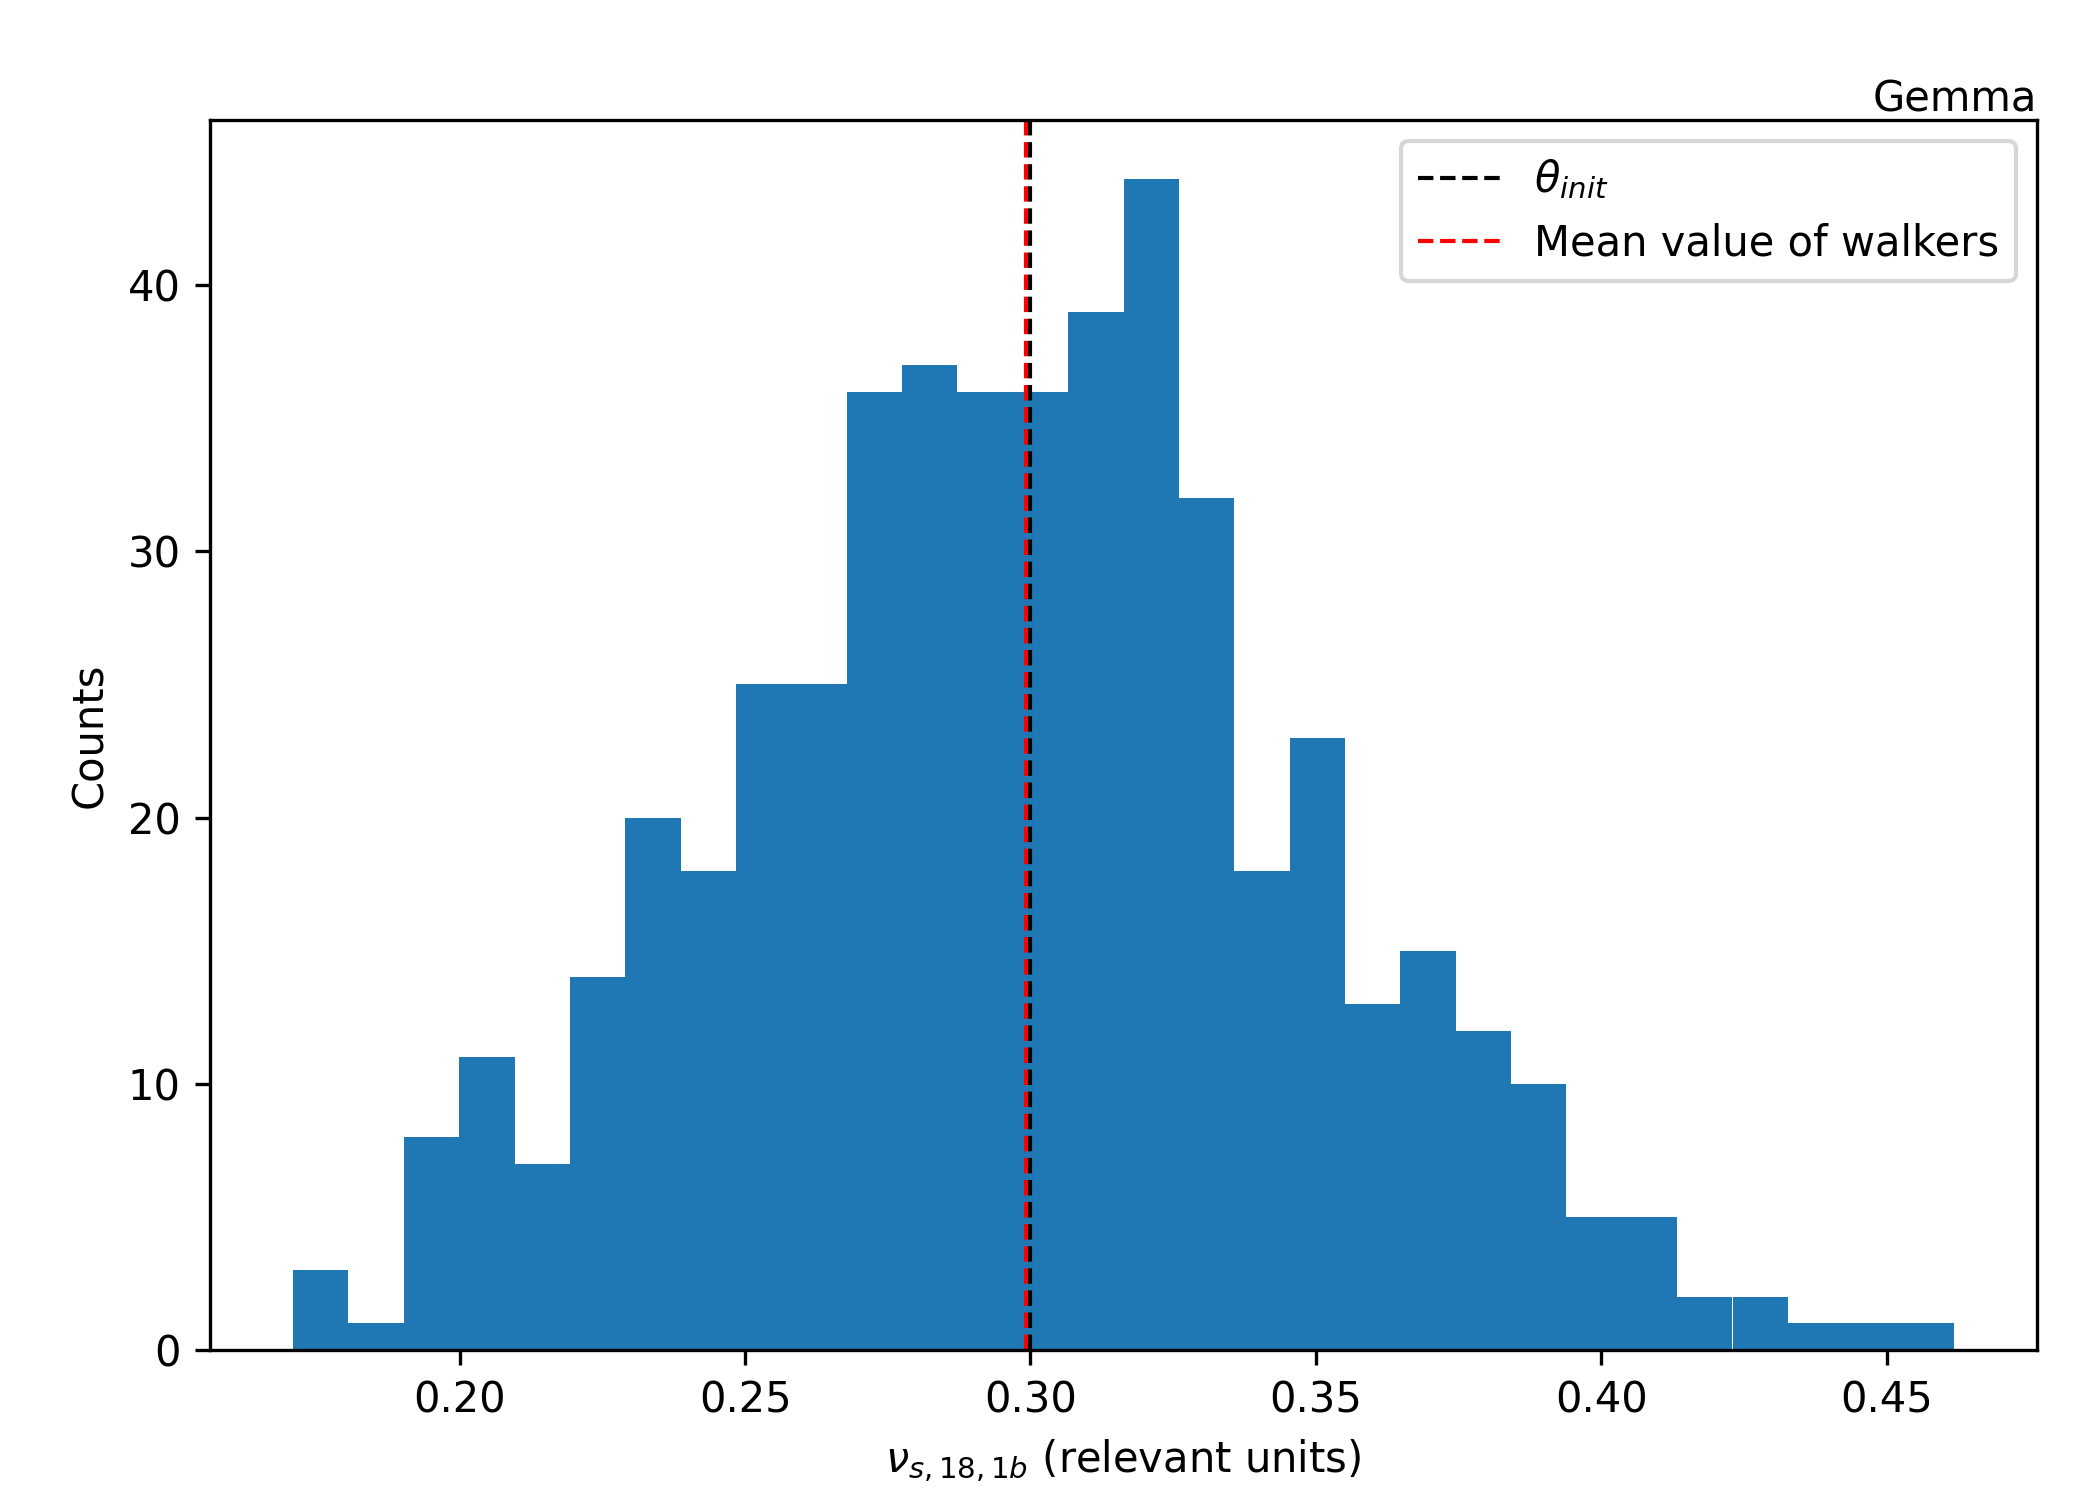 Gemma
θinit
Mean value of walkers
40
30
20
10
0
Counts
0.20 0.25 0.30 0.35 0.40 0.45
νs,18,1b (relevant units)